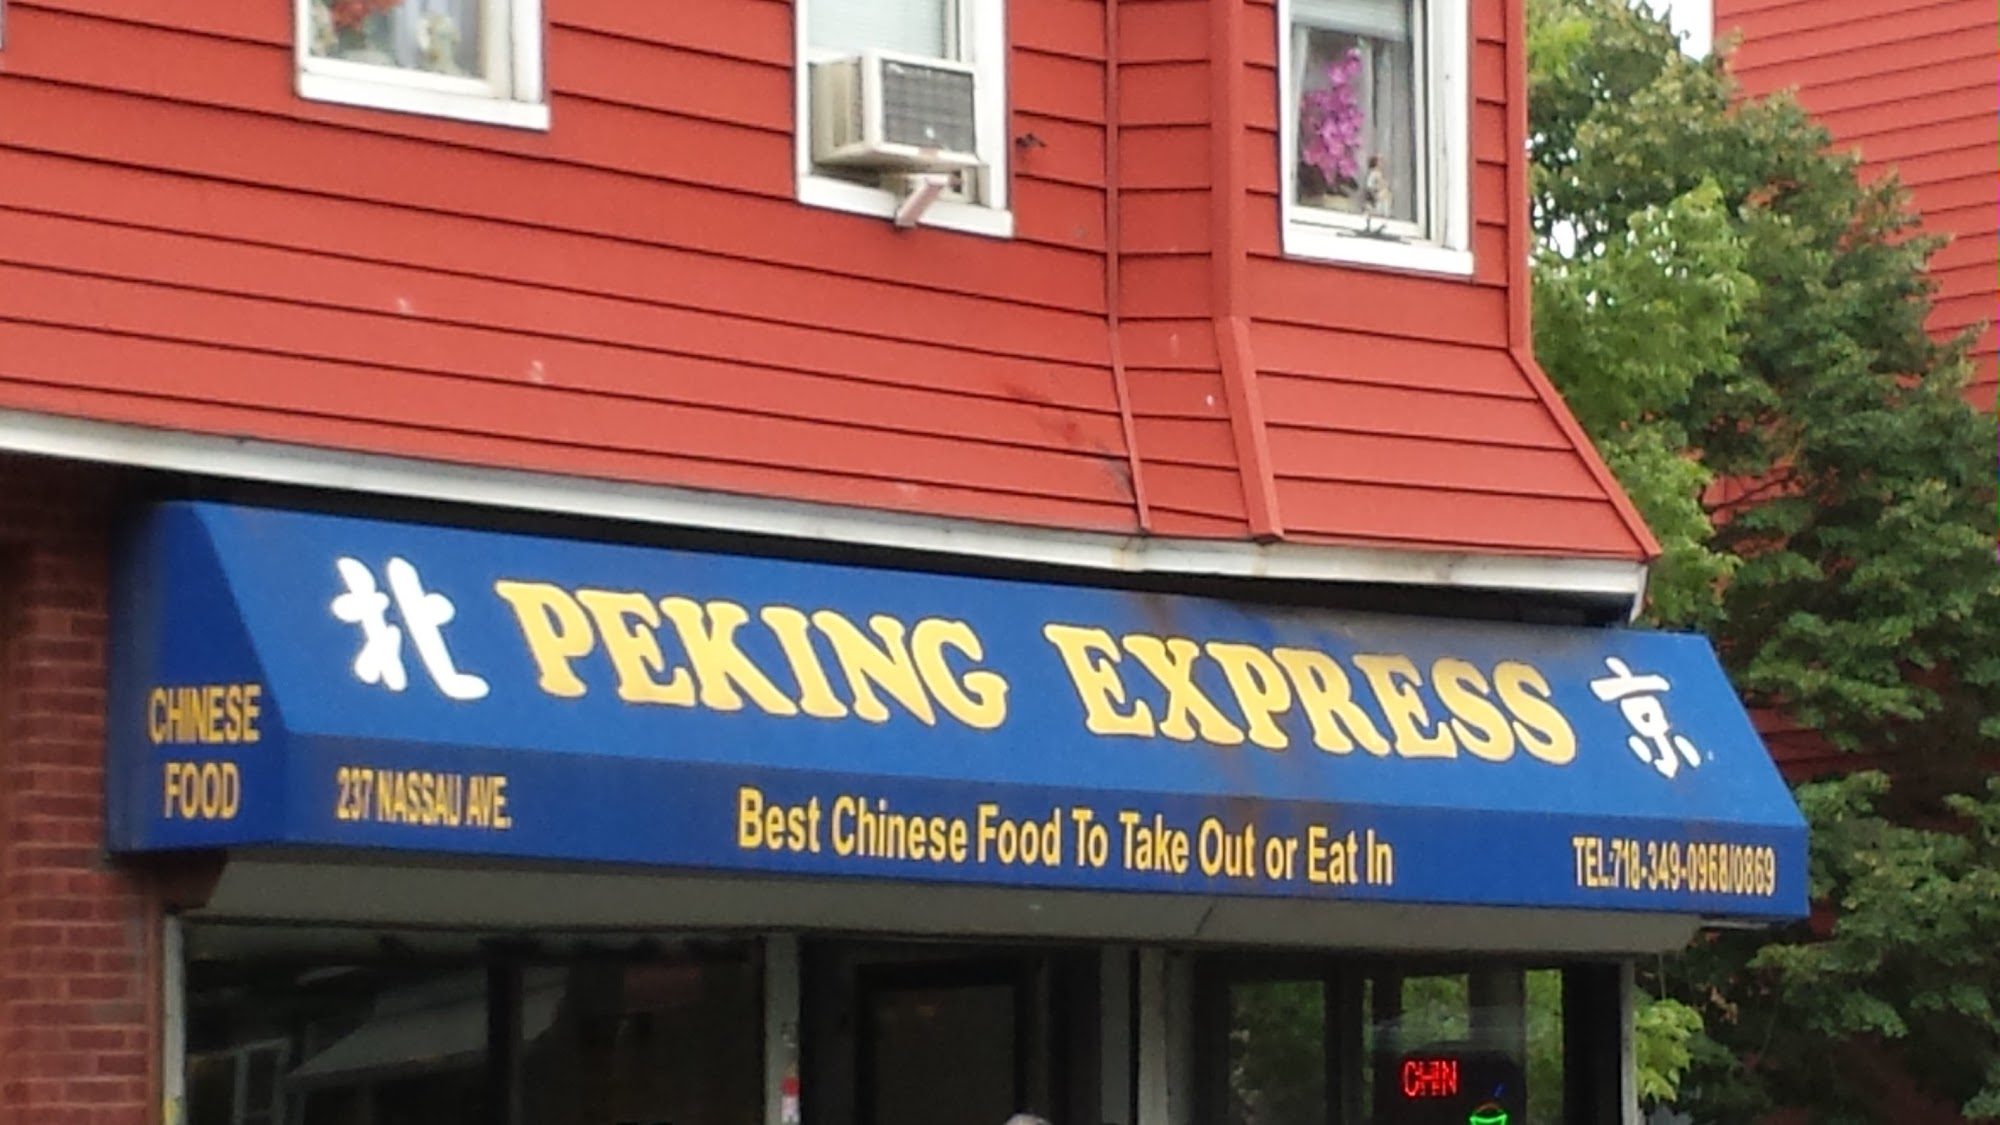 北 PEKING EXPRESS 京
CHINESE
FOOD
237 NASSAU AVE.
Best Chinese Food To Take Out or Eat In
TEL:718-349-0968/0869
CHIN